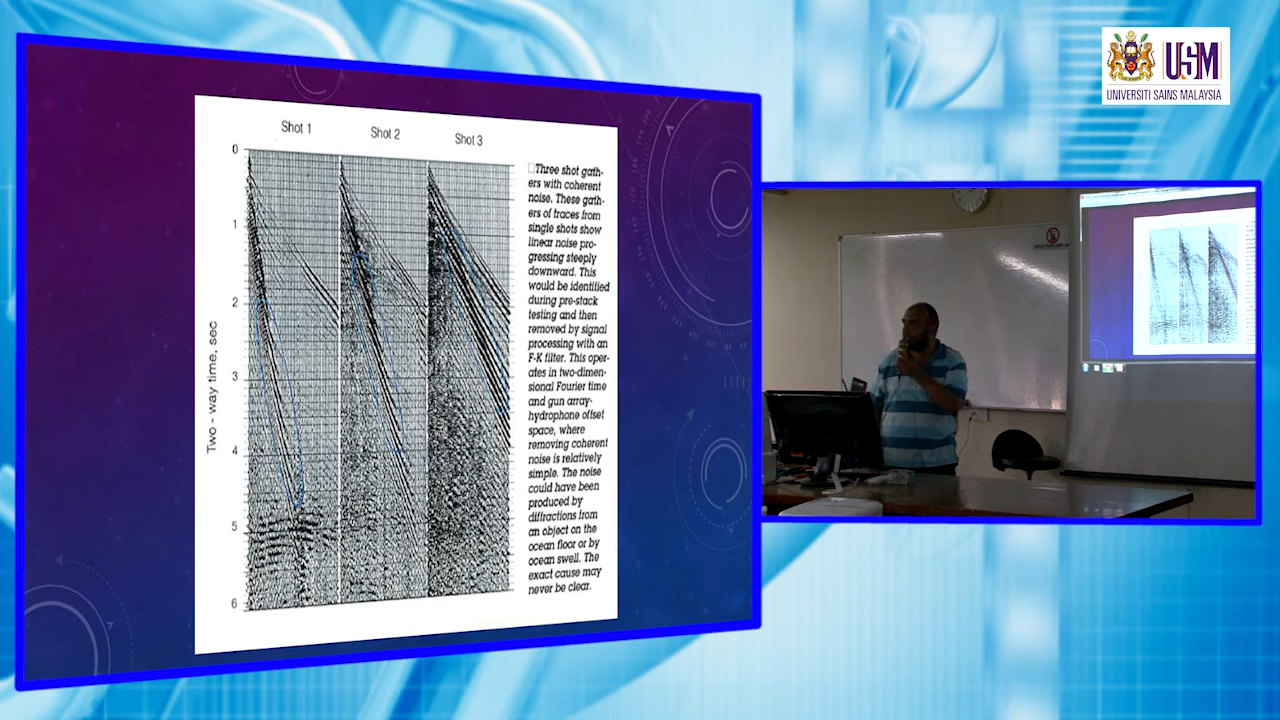 Shot 1
Shot 2
Shot 3
0
1
2
3
4
5
6
Two - way time, sec
Three shot gath-
ers with coherent
noise. These gath-
ers of traces from
single shots show
linear noise pro-
gressing steeply
downward. This
would be identified
during pre-stack
testing and then
removed by signal
processing with an
F-K filter. This oper-
ates in two-dimen-
sional Fourier time
and gun array-
hydrophone offset
space, where
removing coherent
noise is relatively
simple. The noise
could have been
produced by
diffractions from
an object on the
ocean floor or by
ocean swell. The
exact cause may
never be clear.
USM
UNIVERSITI SAINS MALAYSIA